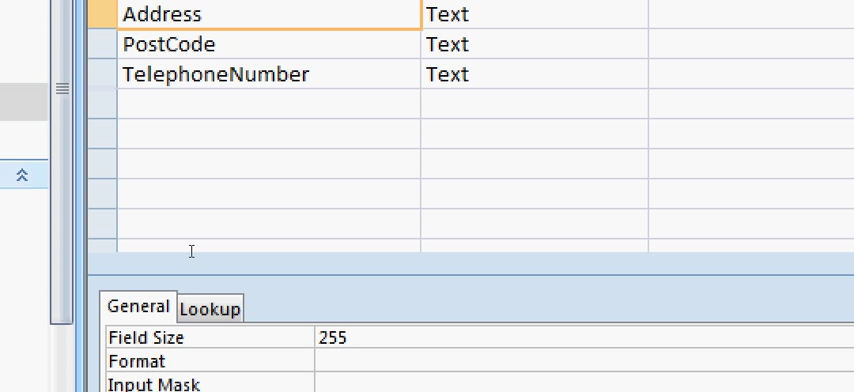 Address Text
PostCode Text
TelephoneNumber Text
General Lookup
Field Size 255
Format
Input Mask